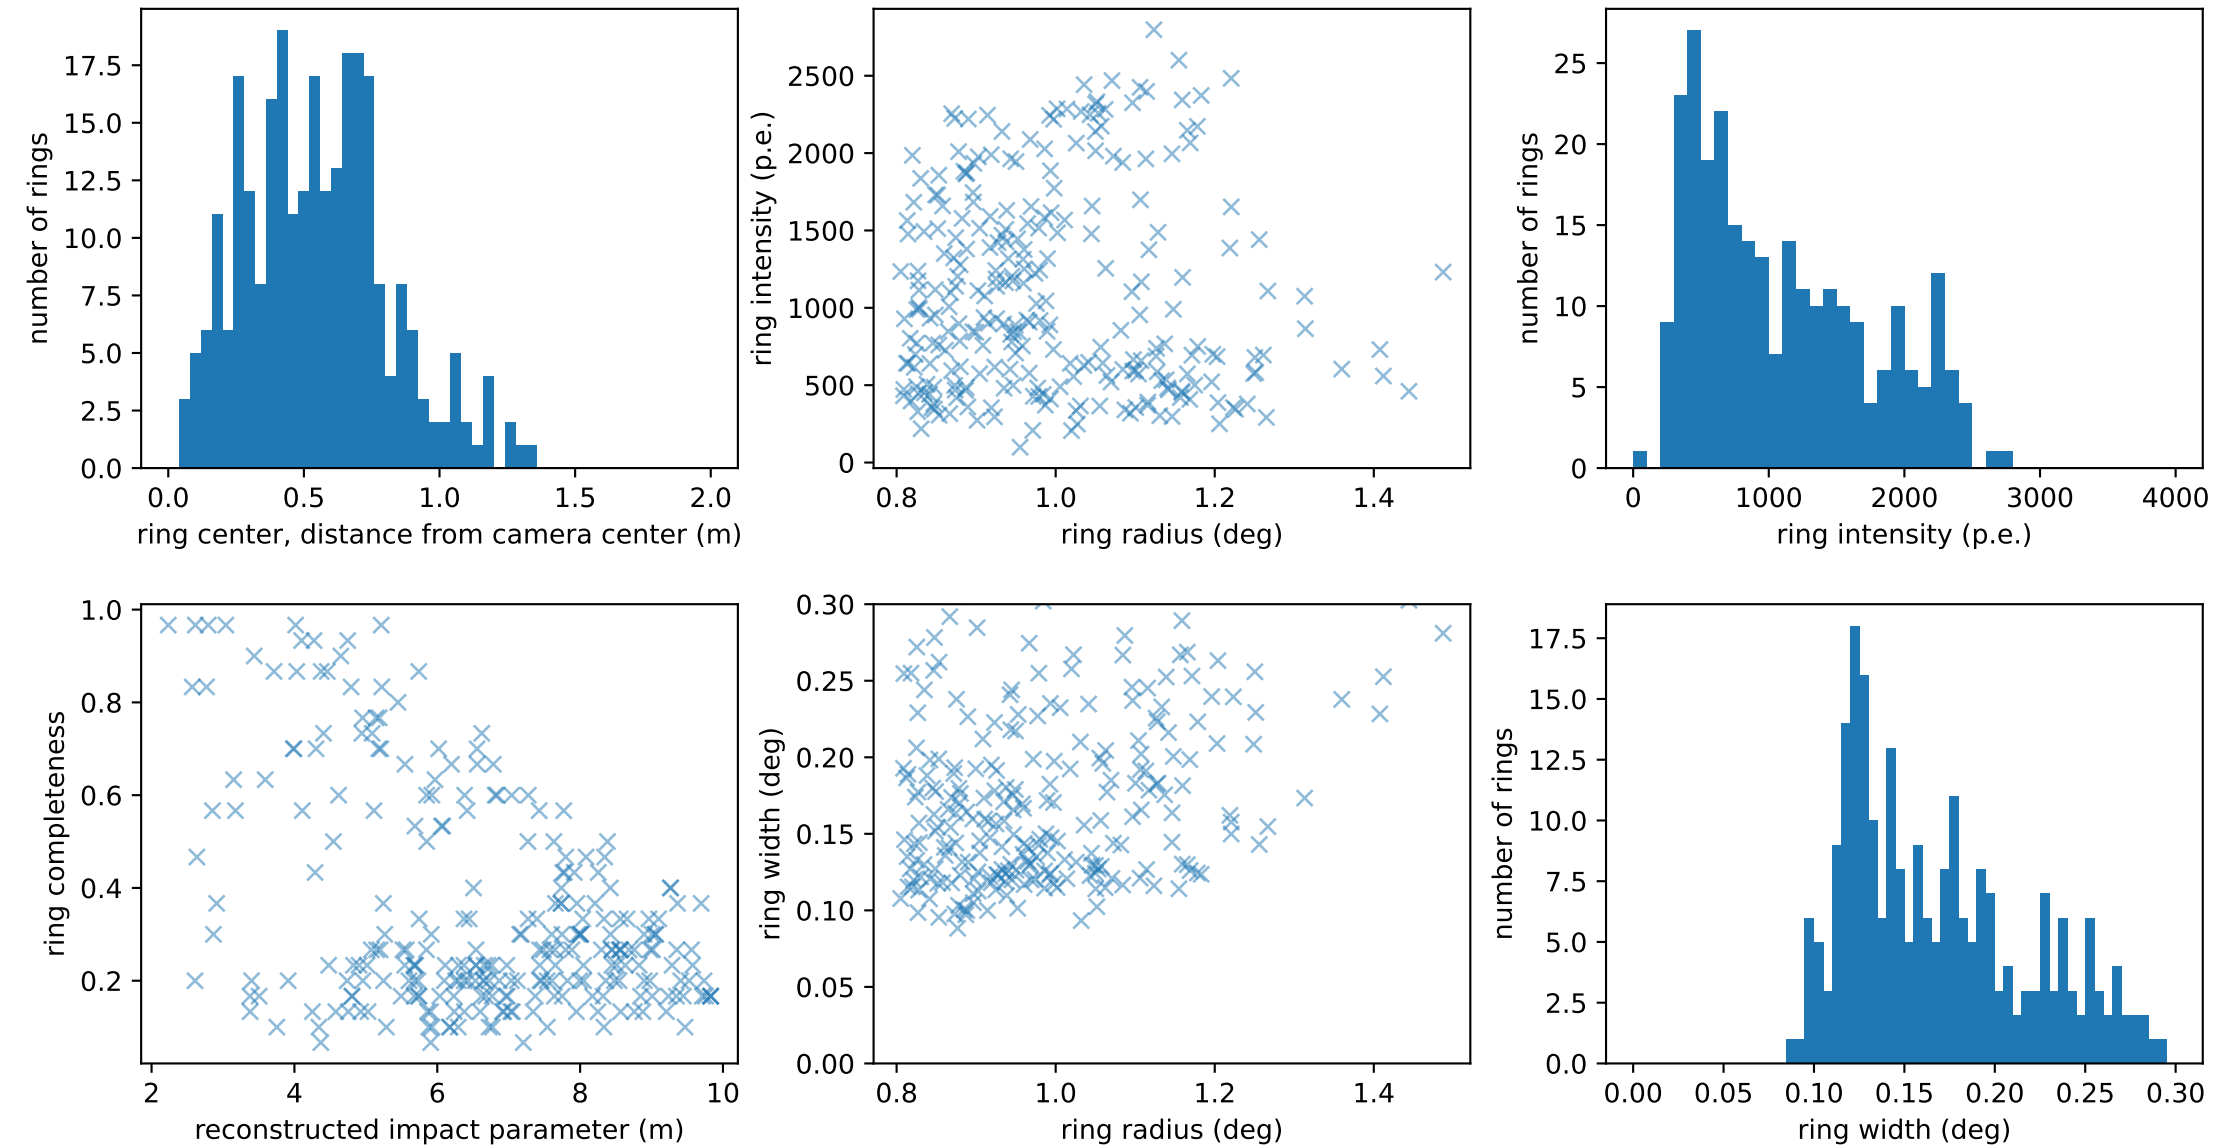 number of rings
17.5
15.0
12.5
10.0
7.5
5.0
2.5
0.0
0.0 0.5 1.0 1.5 2.0
ring center, distance from camera center (m)
ring intensity (p.e.)
2500
2000
1500
1000
500
0
0.8 1.0 1.2 1.4
ring radius (deg)
number of rings
25
20
15
10
5
0
0 1000 2000 3000 4000
ring intensity (p.e.)
ring completeness
1.0
0.8
0.6
0.4
0.2
2 4 6 8 10
reconstructed impact parameter (m)
ring width (deg)
0.30
0.25
0.20
0.15
0.10
0.05
0.00
0.8 1.0 1.2 1.4
ring radius (deg)
number of rings
17.5
15.0
12.5
10.0
7.5
5.0
2.5
0.0
0.00 0.05 0.10 0.15 0.20 0.25 0.30
ring width (deg)